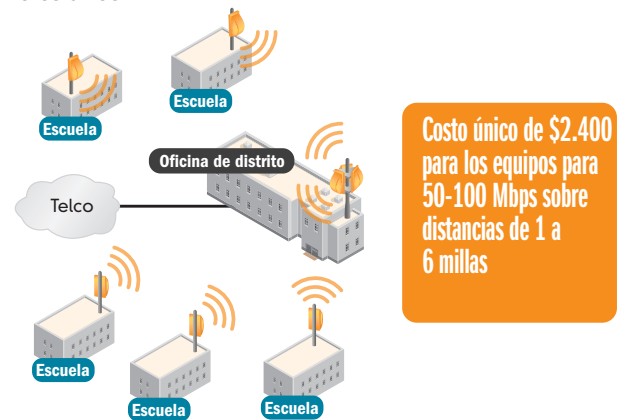 Escuela
Escuela
Oficina de distrito
Telco
Costo único de $2.400
para los equipos para
50-100 Mbps sobre
distancias de 1 a
6 millas
Escuela
Escuela
Escuela